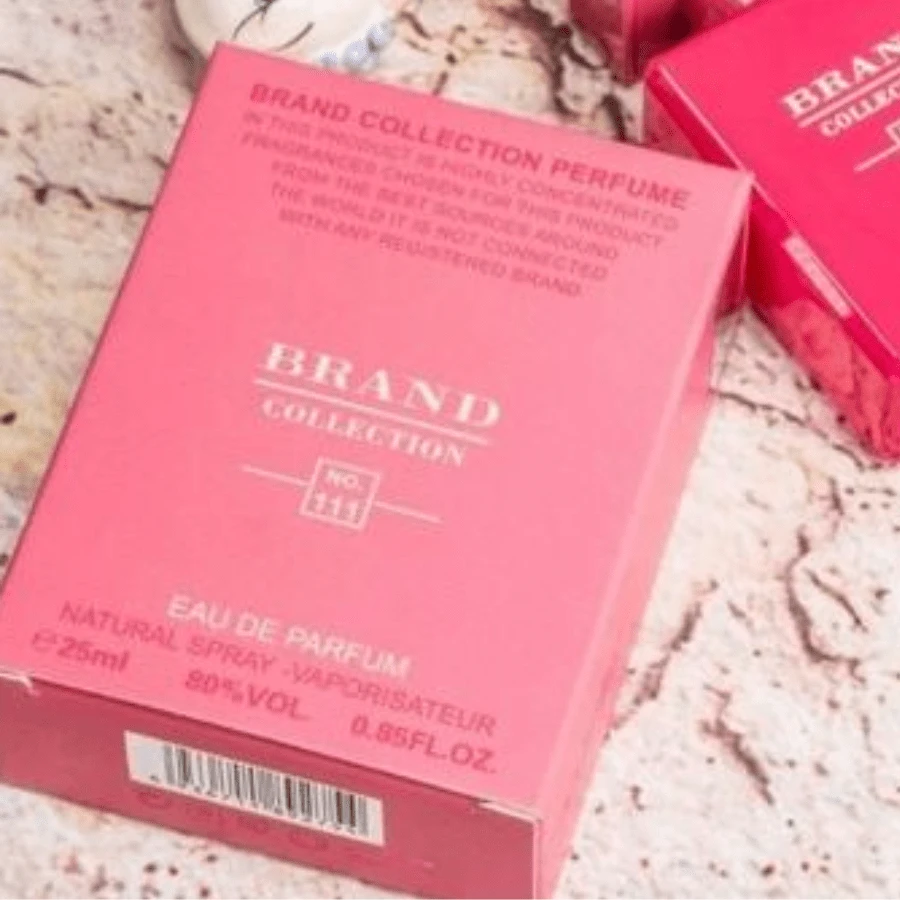 BRAND COLLECTION PERFUME
IN THIS PRODUCT IS HIGHLY CONCENTRATED
FRAGRANCES CHOSEN FOR THIS PRODUCT
FROM THE BEST SOURCES AROUND
THE WORLD IT IS NOT CONNECTED
WITH ANY REGISTERED BRAND.
BRAND
COLLECTION
NO.
111
EAU DE PARFUM
NATURAL SPRAY -VAPORISATEUR
e 25ml 80%VOL 0.85FL.OZ.
BRAN
COLLEC